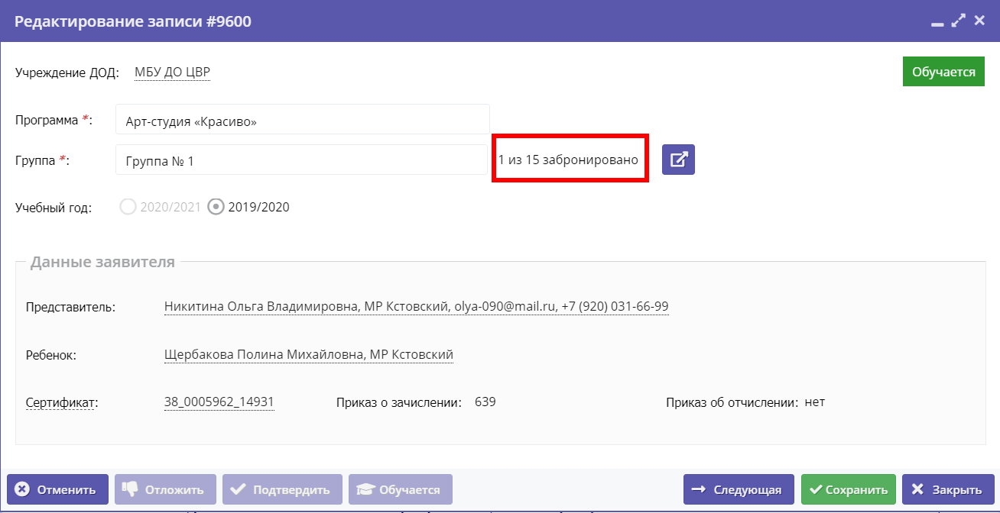 Редактирование записи #9600
Учреждение ДОД: МБУ ДО ЦВР
Обучается
Программа *: Арт-студия «Красиво»
Группа *: Группа № 1 1 из 15 забронировано
Учебный год: 2020/2021 2019/2020
Данные заявителя
Представитель: Никитина Ольга Владимировна, МР Кстовский, olya-090@mail.ru, +7 (920) 031-66-99
Ребенок: Щербакова Полина Михайловна, МР Кстовский
Сертификат: 38_0005962_14931 Приказ о зачислении: 639 Приказ об отчислении: нет
Отменить Отложить Подтвердить Обучается Следующая Сохранить Закрыть